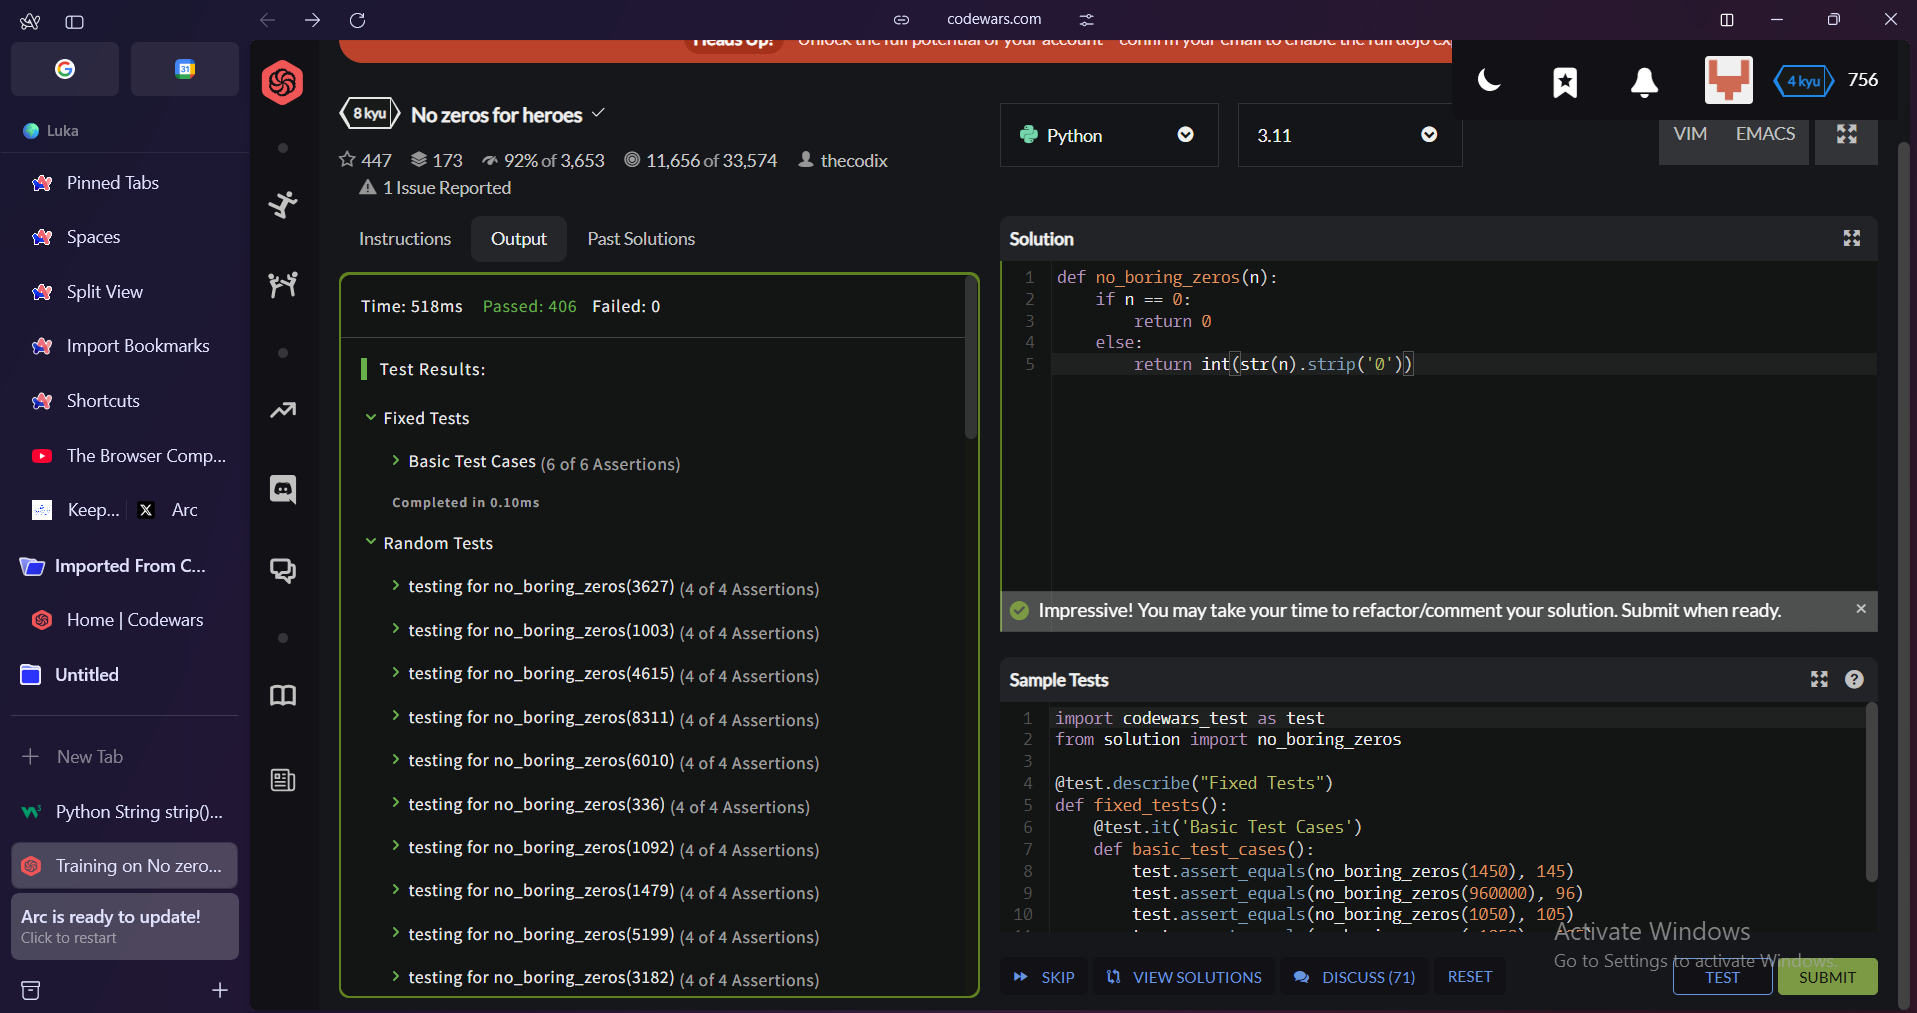 codewars.com
31
Luka
Pinned Tabs
Spaces
Split View
Import Bookmarks
Shortcuts
The Browser Comp...
Keep... X Arc
Imported From C...
Home | Codewars
Untitled
New Tab
Python String strip()...
Training on No zero...
Arc is ready to update!
Click to restart
Heads Up! Unlock the full potential of your account confirm your email to enable the full dojo ex
4 kyu 756
8 kyu No zeros for heroes
447 173 92% of 3,653 11,656 of 33,574 thecodix
1 Issue Reported
Python
3.11
VIM EMACS
Instructions Output Past Solutions
Time: 518ms Passed: 406 Failed: 0
Test Results:
Fixed Tests
Basic Test Cases (6 of 6 Assertions)
Completed in 0.10ms
Random Tests
testing for no_boring_zeros(3627) (4 of 4 Assertions)
testing for no_boring_zeros(1003) (4 of 4 Assertions)
testing for no_boring_zeros(4615) (4 of 4 Assertions)
testing for no_boring_zeros(8311) (4 of 4 Assertions)
testing for no_boring_zeros(6010) (4 of 4 Assertions)
testing for no_boring_zeros(336) (4 of 4 Assertions)
testing for no_boring_zeros(1092) (4 of 4 Assertions)
testing for no_boring_zeros(1479) (4 of 4 Assertions)
testing for no_boring_zeros(5199) (4 of 4 Assertions)
testing for no_boring_zeros(3182) (4 of 4 Assertions)
Solution
1 def no_boring_zeros(n):
2 if n == 0:
3 return 0
4 else:
5 return int(str(n).strip('0'))
Impressive! You may take your time to refactor/comment your solution. Submit when ready.
Sample Tests
1 import codewars_test as test
2 from solution import no_boring_zeros
3
4 @test.describe("Fixed Tests")
5 def fixed_tests():
6 @test.it('Basic Test Cases')
7 def basic_test_cases():
8 test.assert_equals(no_boring_zeros(1450), 145)
9 test.assert_equals(no_boring_zeros(960000), 96)
10 test.assert_equals(no_boring_zeros(1050), 105)
Activate Windows
Go to Settings to activate Windows.
SKIP VIEW SOLUTIONS DISCUSS (71) RESET TEST SUBMIT